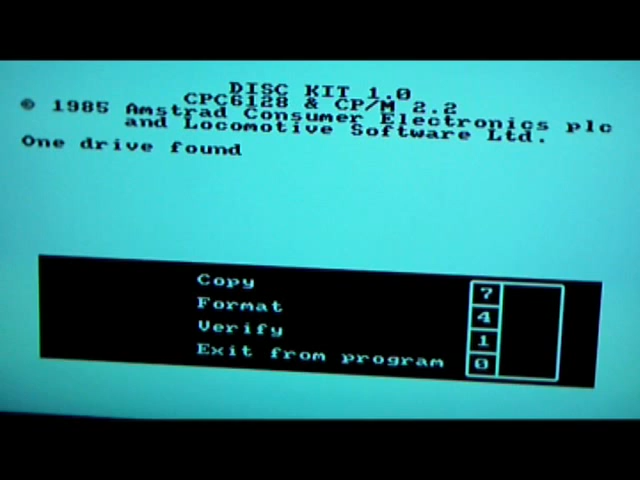 DISC KIT 1.0
CPC6128 & CP/M 2.2
© 1985 Amstrad Consumer Electronics plc
and Locomotive Software Ltd.
One drive found
Copy 7
Format 4
Verify 1
Exit from program 0